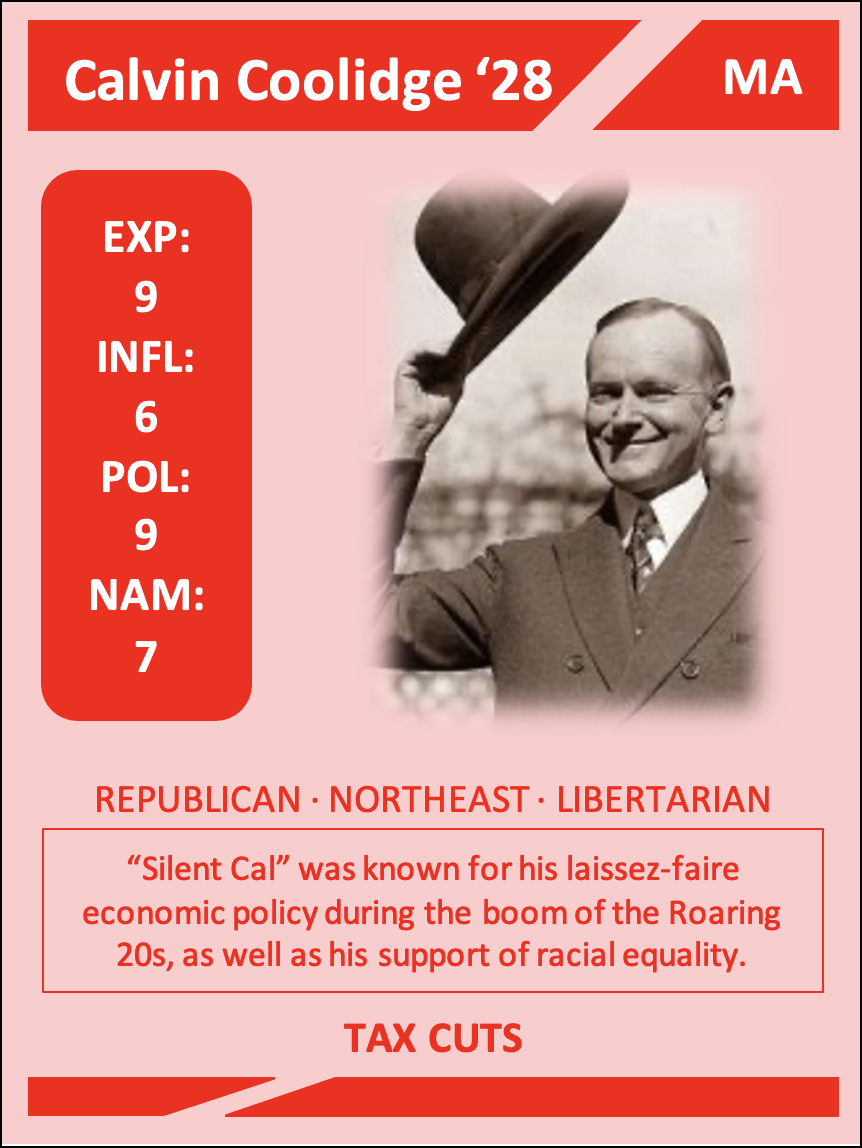 Calvin Coolidge ‘28
MA
EXP:
9
INFL:
6
POL:
9
NAM:
7
REPUBLICAN · NORTHEAST · LIBERTARIAN
“Silent Cal” was known for his laissez-faire
economic policy during the boom of the Roaring
20s, as well as his support of racial equality.
TAX CUTS